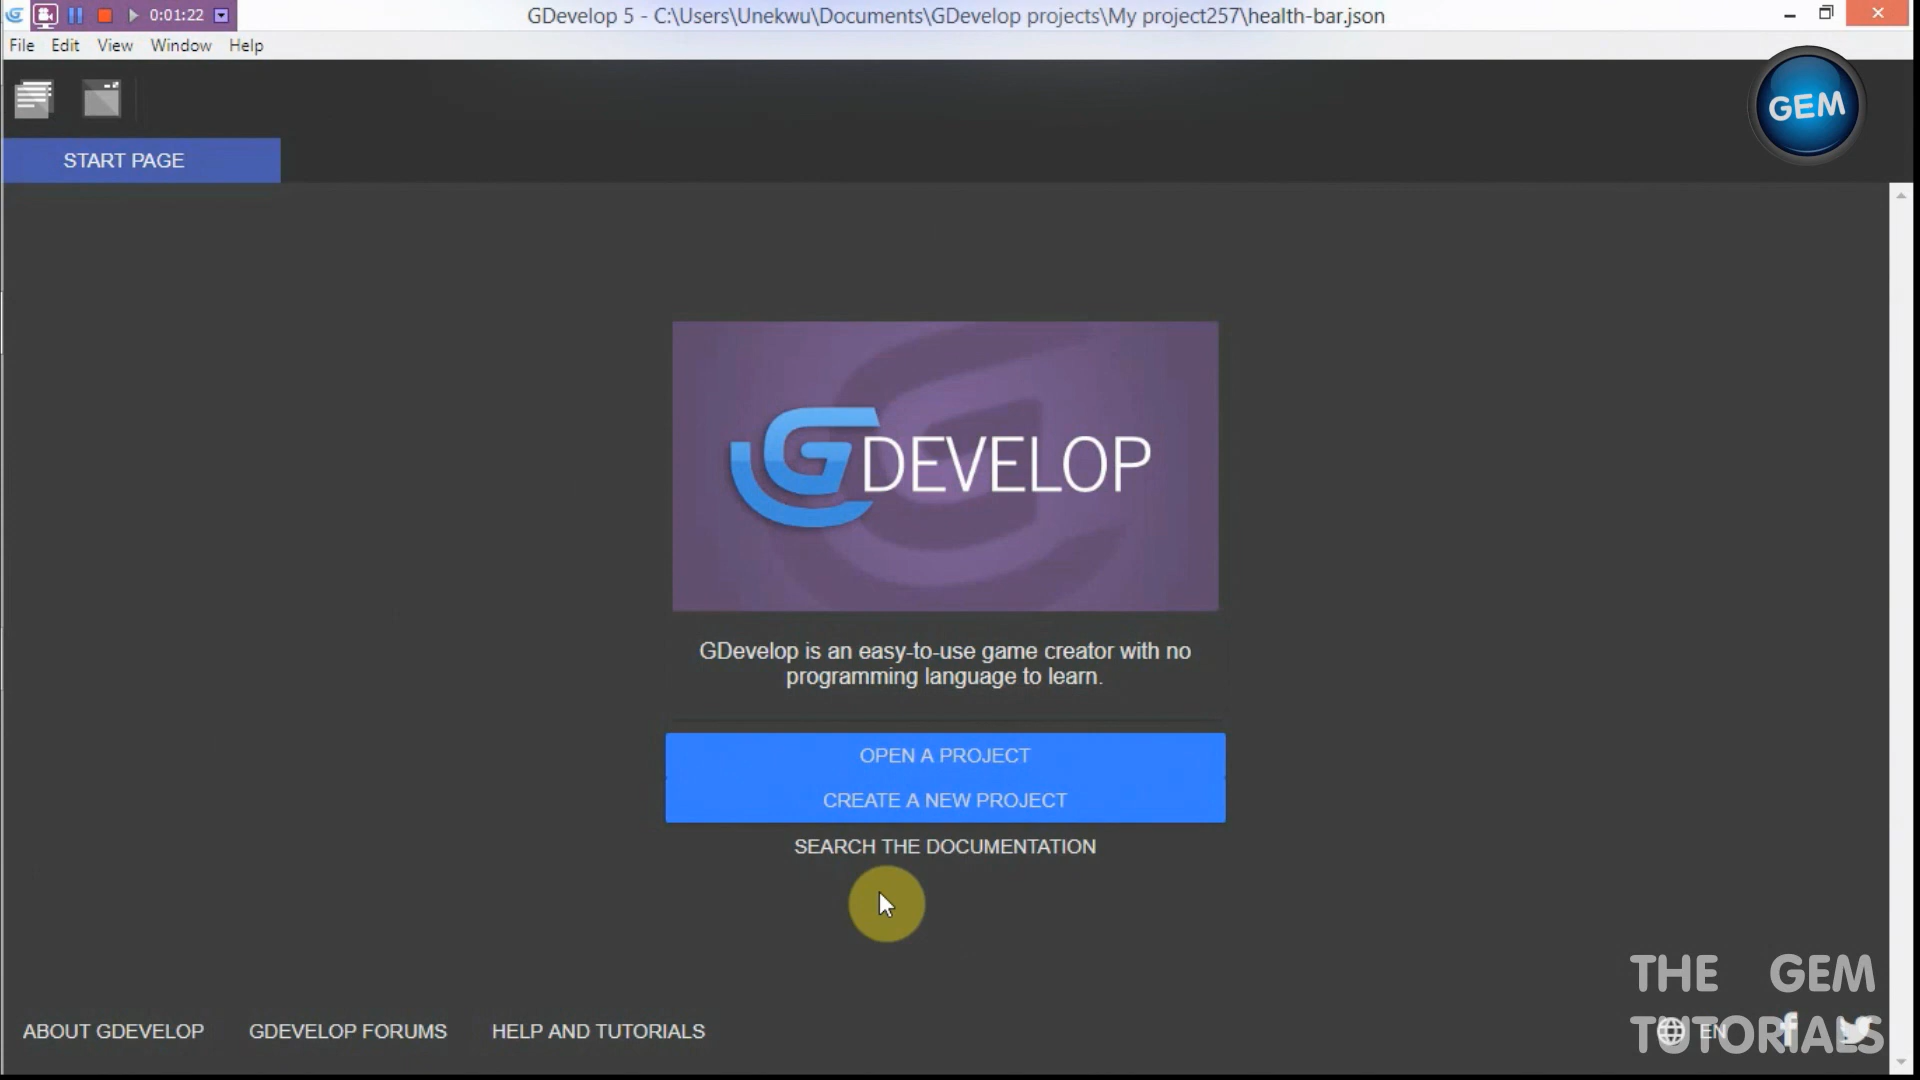 0:01:22
GDevelop 5 - C:\Users\Unekwu\Documents\GDevelop projects\My project257\health-bar.json
File Edit View Window Help
GEM
START PAGE
GDEVELOP
GDevelop is an easy-to-use game creator with no
programming language to learn.
OPEN A PROJECT
CREATE A NEW PROJECT
SEARCH THE DOCUMENTATION
THE GEM
TUTORIALS
ABOUT GDEVELOP GDEVELOP FORUMS HELP AND TUTORIALS EN